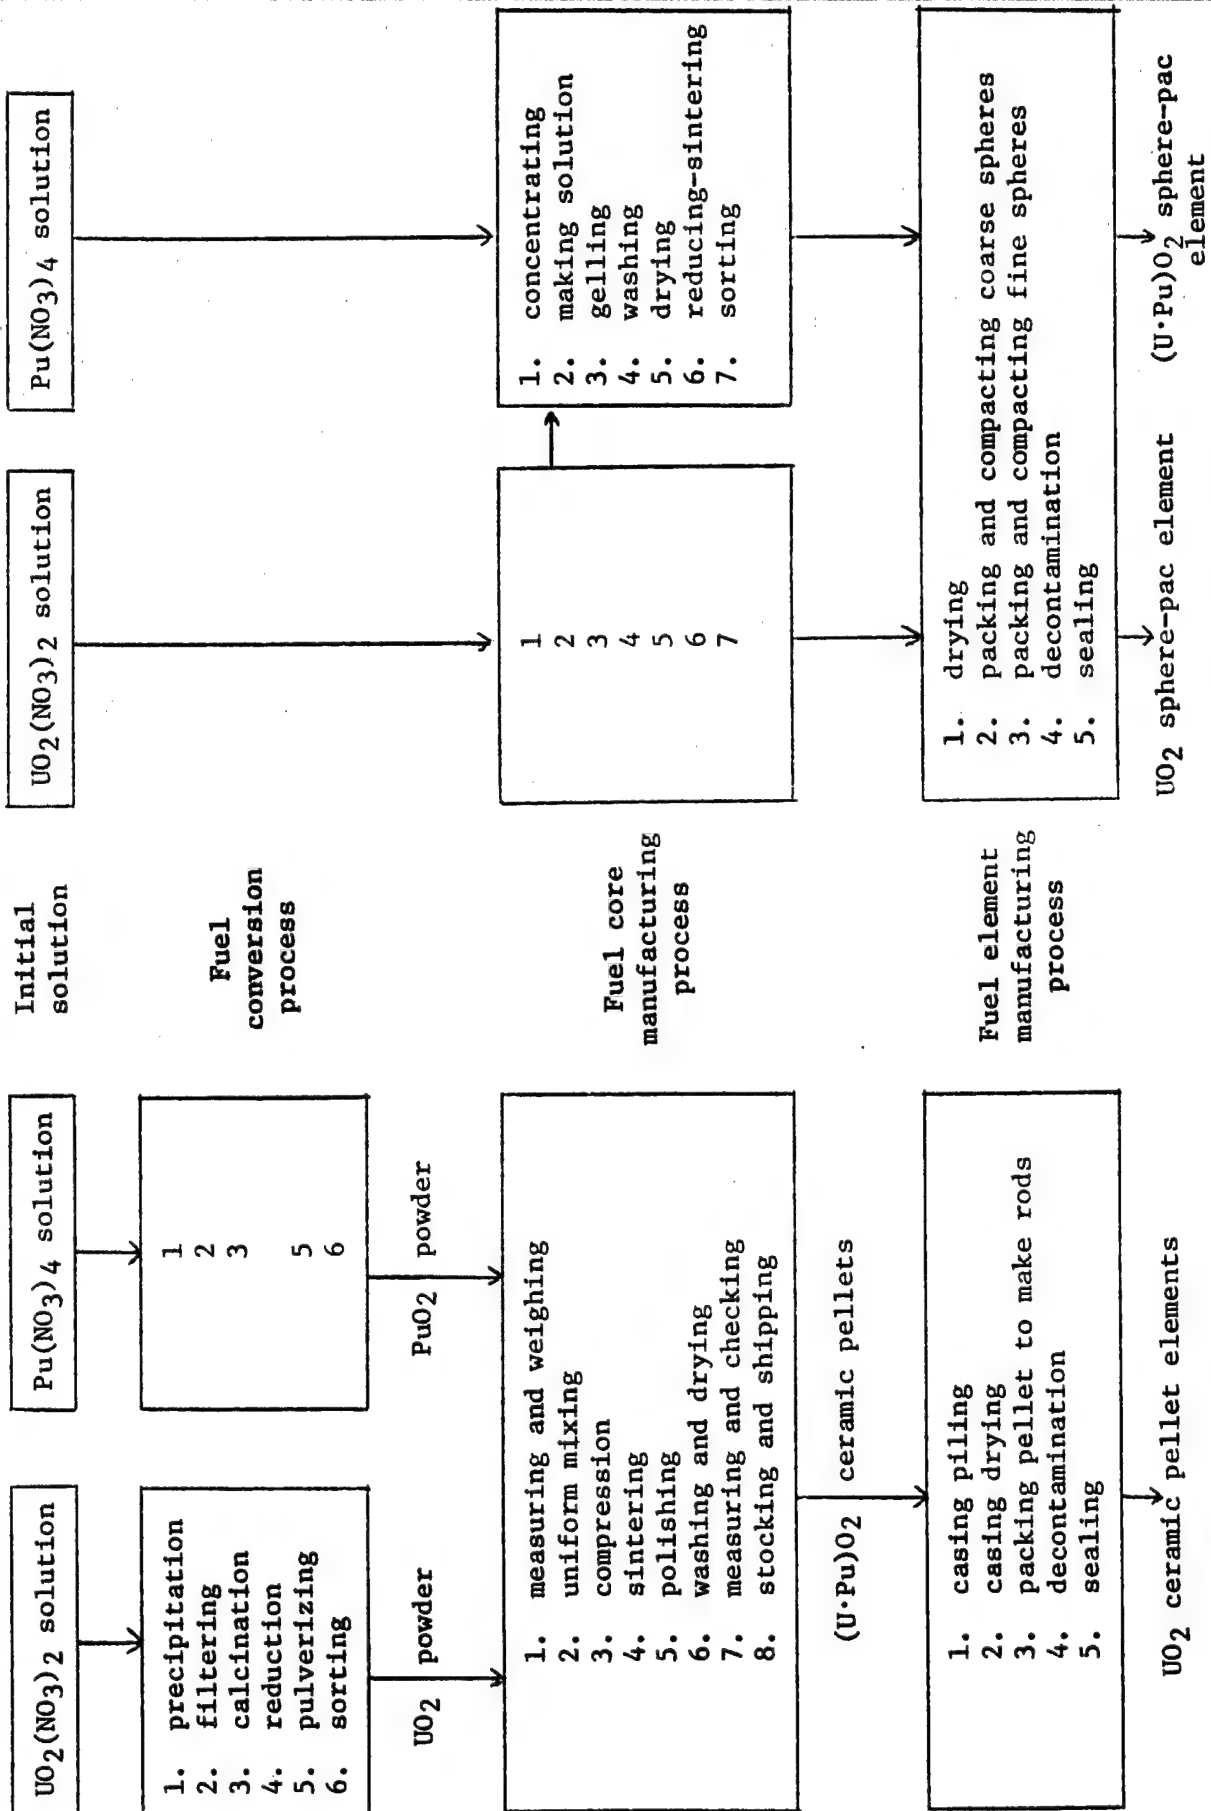 UO2(NO3)2 solution
Pu(NO3)4 solution
Initial
solution
UO2(NO3)2 solution
Pu(NO3)4 solution
1. precipitation
2. filtering
3. calcination
4. reduction
5. pulverizing
6. sorting
1
2
3
5
6
Fuel
conversion
process
UO2 powder
PuO2 powder
1. measuring and weighing
2. uniform mixing
3. compression
4. sintering
5. polishing
6. washing and drying
7. measuring and checking
8. stocking and shipping
Fuel core
manufacturing
process
1
2
3
4
5
6
7
1. concentrating
2. making solution
3. gelling
4. washing
5. drying
6. reducing-sintering
7. sorting
(U·Pu)O2 ceramic pellets
1. casing piling
2. casing drying
3. packing pellet to make rods
4. decontamination
5. sealing
Fuel element
manufacturing
process
1. drying
2. packing and compacting coarse spheres
3. packing and compacting fine spheres
4. decontamination
5. sealing
UO2 ceramic pellet elements
UO2 sphere-pac element
(U·Pu)O2 sphere-pac
element